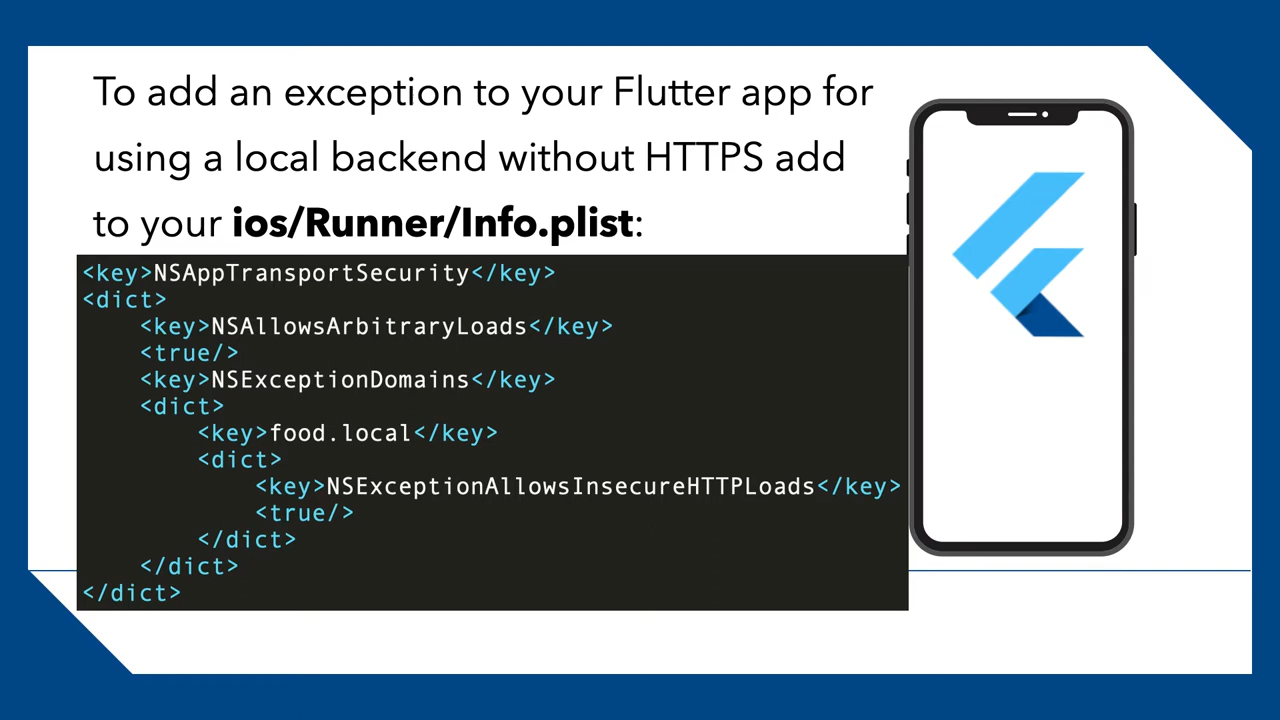 To add an exception to your Flutter app for
using a local backend without HTTPS add
to your ios/Runner/Info.plist:
<key>NSAppTransportSecurity</key>
<dict>
    <key>NSAllowsArbitraryLoads</key>
    <true/>
    <key>NSExceptionDomains</key>
    <dict>
        <key>food.local</key>
        <dict>
            <key>NSExceptionAllowsInsecureHTTPLoads</key>
            <true/>
        </dict>
    </dict>
</dict>